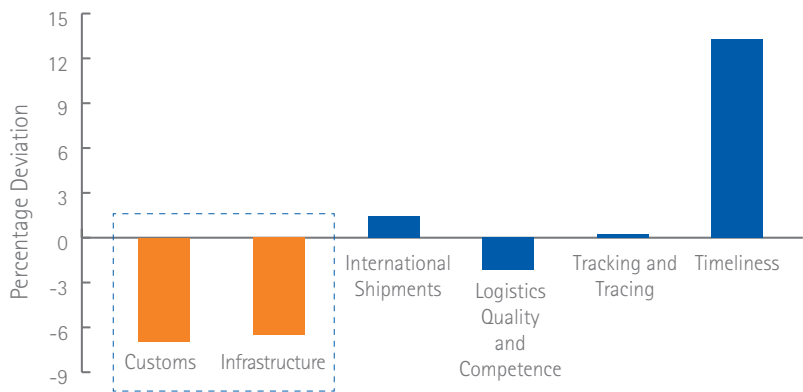 Percentage Deviation
15
12
9
6
3
0
-3
-6
-9
Customs
Infrastructure
International
Shipments
Logistics
Quality
and
Competence
Tracking and
Tracing
Timeliness